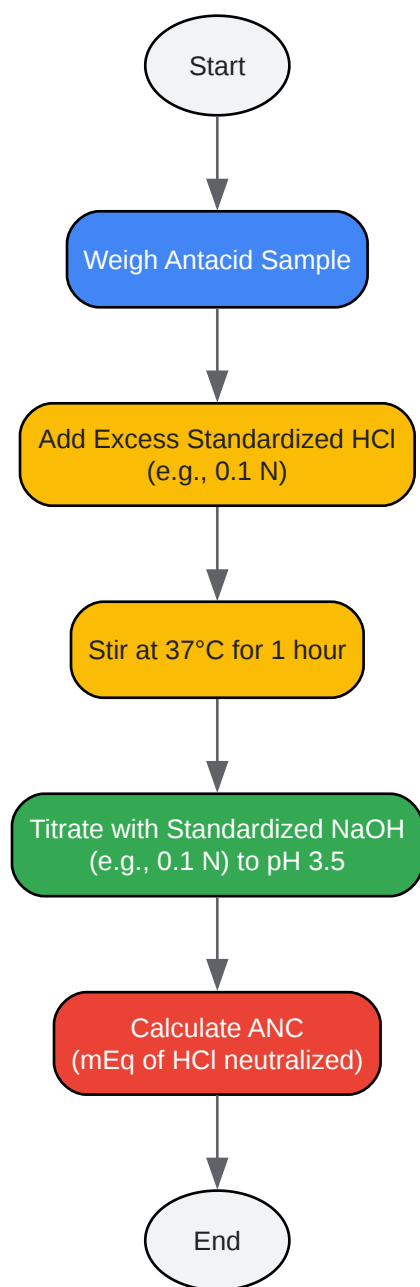 Start
Weigh Antacid Sample
Add Excess Standardized HCl
(e.g., 0.1 N)
Stir at 37°C for 1 hour
Titrate with Standardized NaOH
(e.g., 0.1 N) to pH 3.5
Calculate ANC
(mEq of HCl neutralized)
End